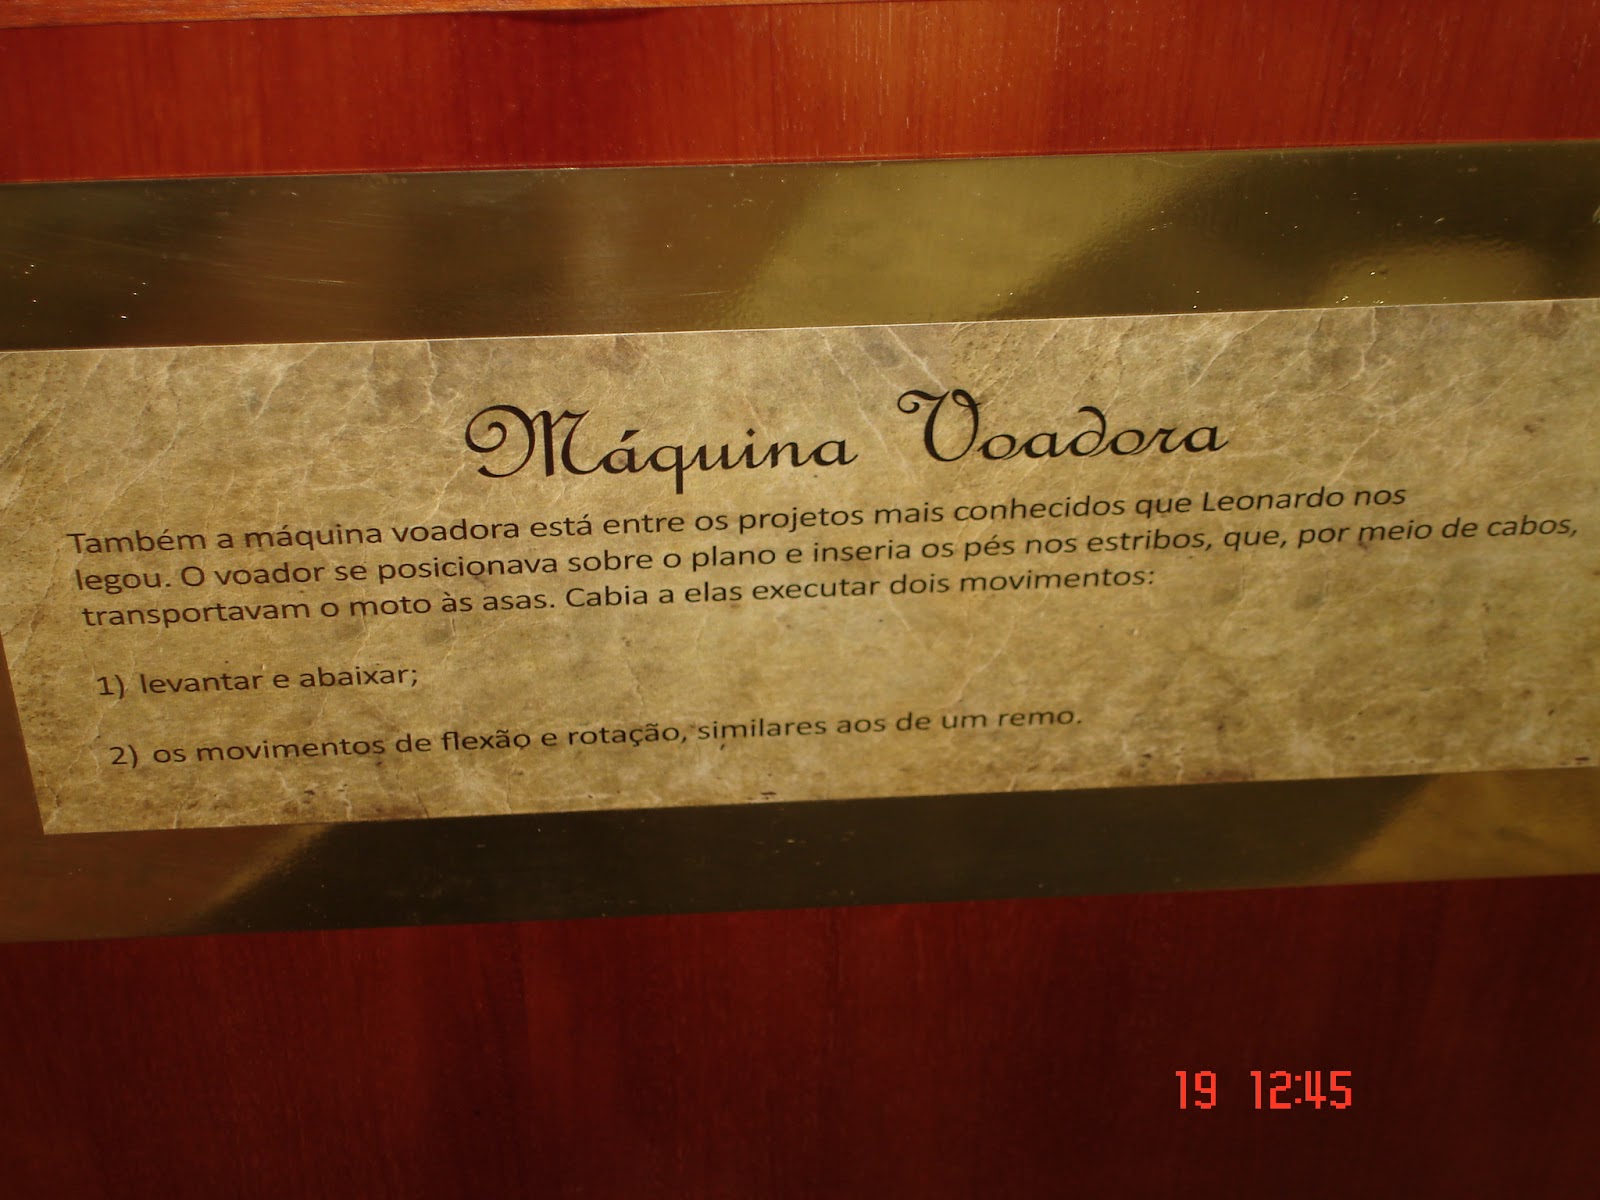 Máquina Voadora
Também a máquina voadora está entre os projetos mais conhecidos que Leonardo nos
legou. O voador se posicionava sobre o plano e inseria os pés nos estribos, que, por meio de cabos,
transportavam o moto às asas. Cabia a elas executar dois movimentos:
1) levantar e abaixar;
2) os movimentos de flexão e rotação, similares aos de um remo.
19 12:45